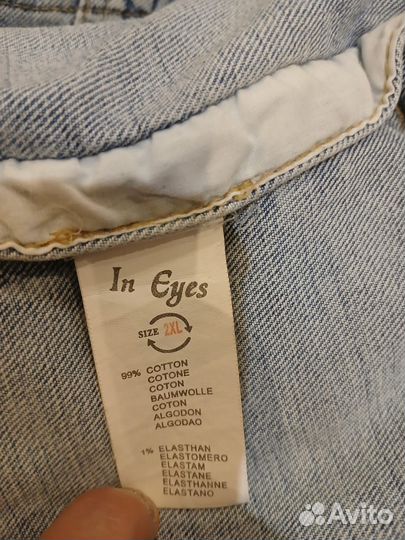 In Eyes
SIZE 2XL
99% COTTON
COTONE
COTON
BAUMWOLLE
COTON
ALGODON
ALGODAO
1% ELASTHAN
ELASTOMERO
ELASTAM
ELASTANE
ELASTHANNE
ELASTANO
Avito